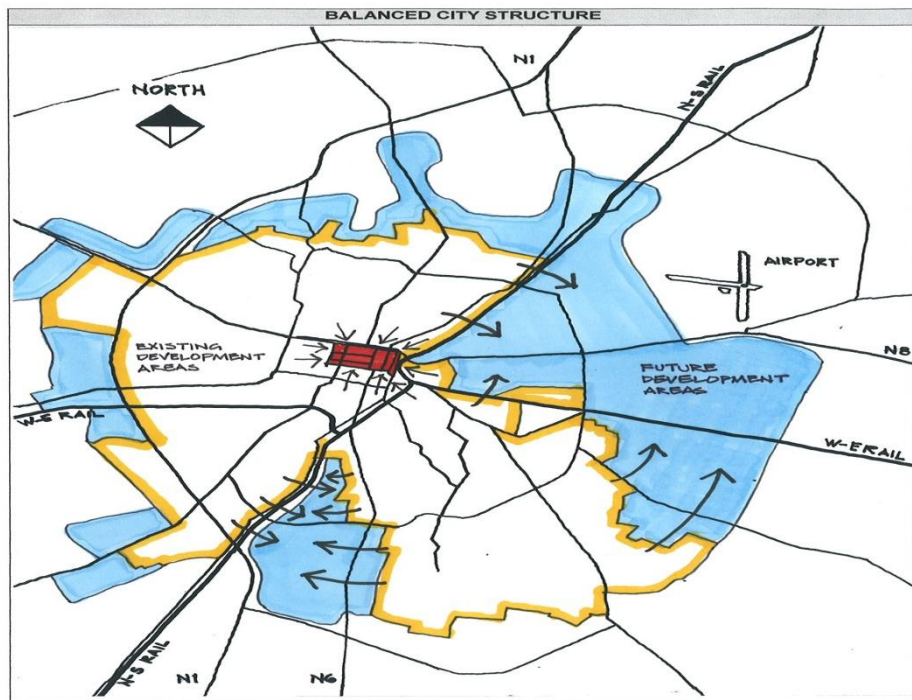 BALANCED CITY STRUCTURE
N1
N-S RAIL
NORTH
AIRPORT
EXISTING
DEVELOPMENT
AREAS
N8
FUTURE
DEVELOPMENT
AREAS
W-E RAIL
W-E RAIL
N-S RAIL
N1
N6